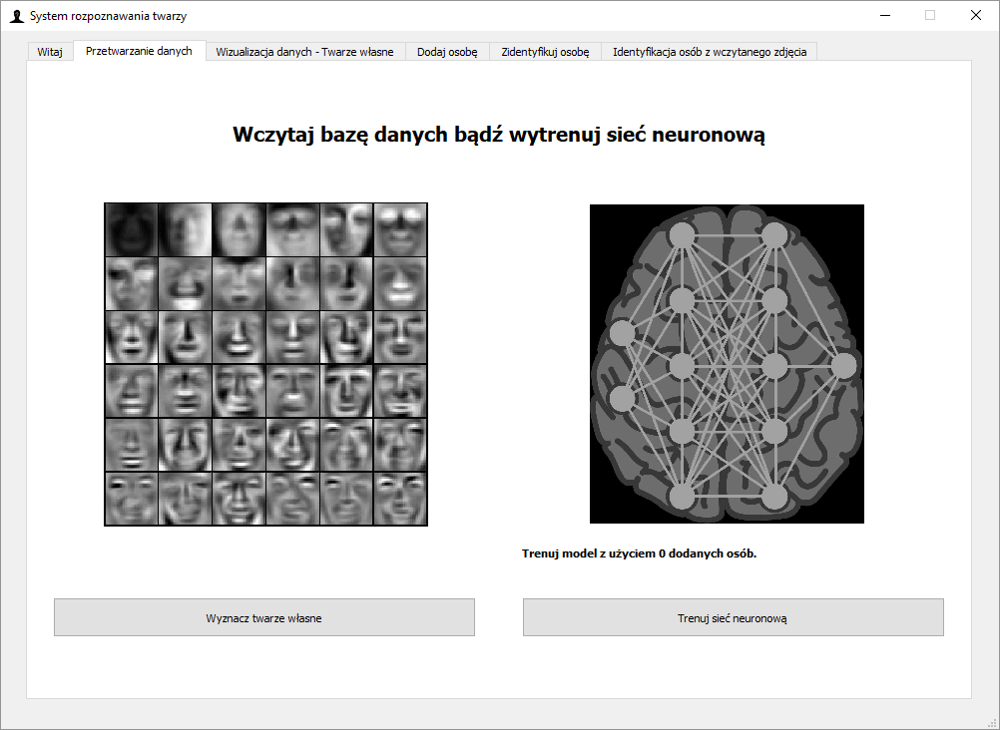 System rozpoznawania twarzy
Witaj
Przetwarzanie danych
Wizualizacja danych - Twarze własne
Dodaj osobę
Zidentyfikuj osobę
Identyfikacja osób z wczytanego zdjęcia
Wczytaj bazę danych bądź wytrenuj sieć neuronową
Trenuj model z użyciem 0 dodanych osób.
Wyznacz twarze własne
Trenuj sieć neuronową